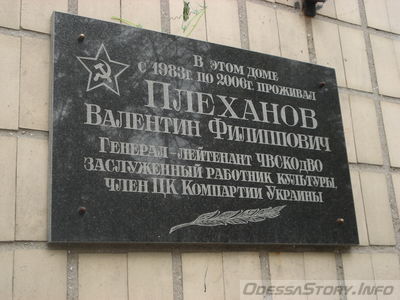 В ЭТОМ ДОМЕ
С 1983г. ПО 2006г. ПРОЖИВАЛ
ПЛЕХАНОВ
ВАЛЕНТИН ФИЛИППОВИЧ
ГЕНЕРАЛ-ЛЕЙТЕНАНТ ЧВСКОДВО
ЗАСЛУЖЕННЫЙ РАБОТНИК КУЛЬТУРЫ,
ЧЛЕН ЦК КОМПАРТИИ УКРАИНЫ
OdessaStory.Info